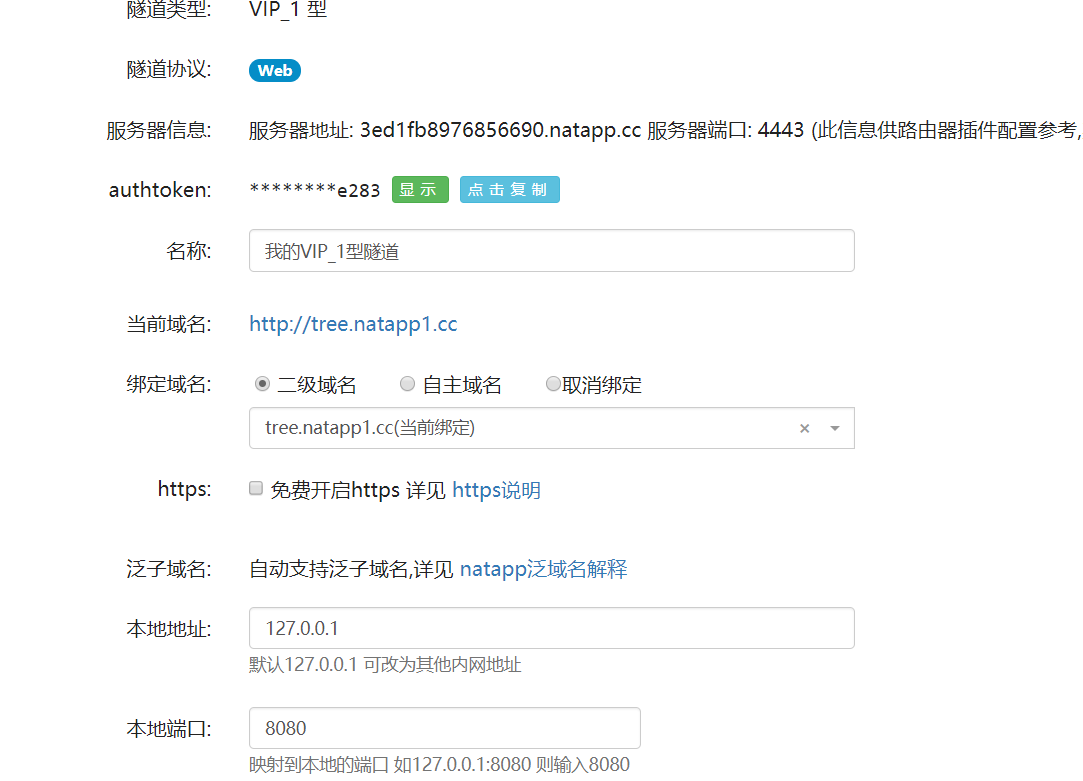 隧道类型: VIP_1 型
隧道协议: Web
服务器信息: 服务器地址: 3ed1fb8976856690.natapp.cc 服务器端口: 4443 (此信息供路由器插件配置参考,
authtoken: ********e283 显示 点击复制
名称: 我的VIP_1型隧道
当前域名: http://tree.natapp1.cc
绑定域名: 二级域名 自主域名 取消绑定
tree.natapp1.cc(当前绑定) ×
https: 免费开启https 详见 https说明
泛子域名: 自动支持泛子域名,详见 natapp泛域名解释
本地地址: 127.0.0.1
默认127.0.0.1 可改为其他内网地址
本地端口: 8080
映射到本地的端口 如127.0.0.1:8080 则输入8080